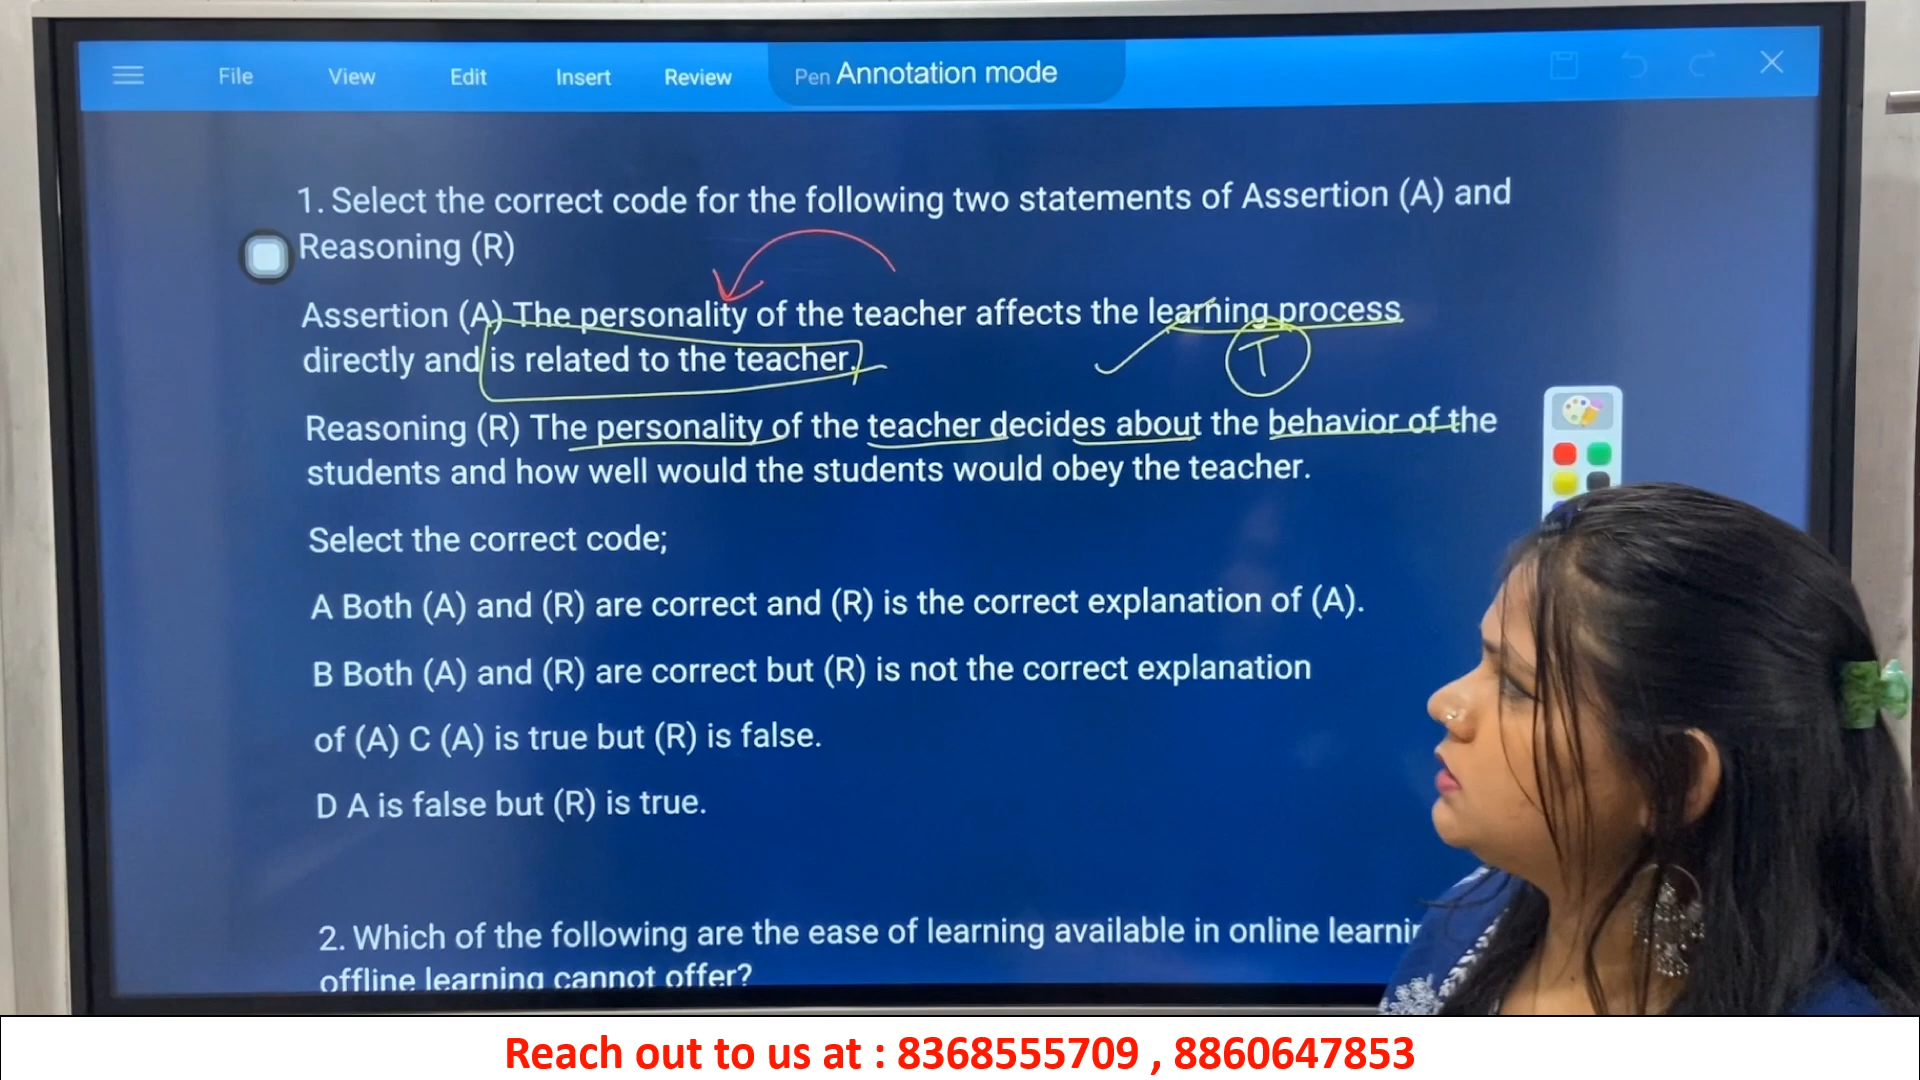 File View Edit Insert Review Pen Annotation mode
1. Select the correct code for the following two statements of Assertion (A) and
Reasoning (R)
Assertion (A) The personality of the teacher affects the learning process
directly and is related to the teacher.
T
Reasoning (R) The personality of the teacher decides about the behavior of the
students and how well would the students would obey the teacher.
Select the correct code;
A Both (A) and (R) are correct and (R) is the correct explanation of (A).
B Both (A) and (R) are correct but (R) is not the correct explanation
of (A) C (A) is true but (R) is false.
D A is false but (R) is true.
2. Which of the following are the ease of learning available in online
offline learning cannot offer?
Reach out to us at : 8368555709 , 8860647853